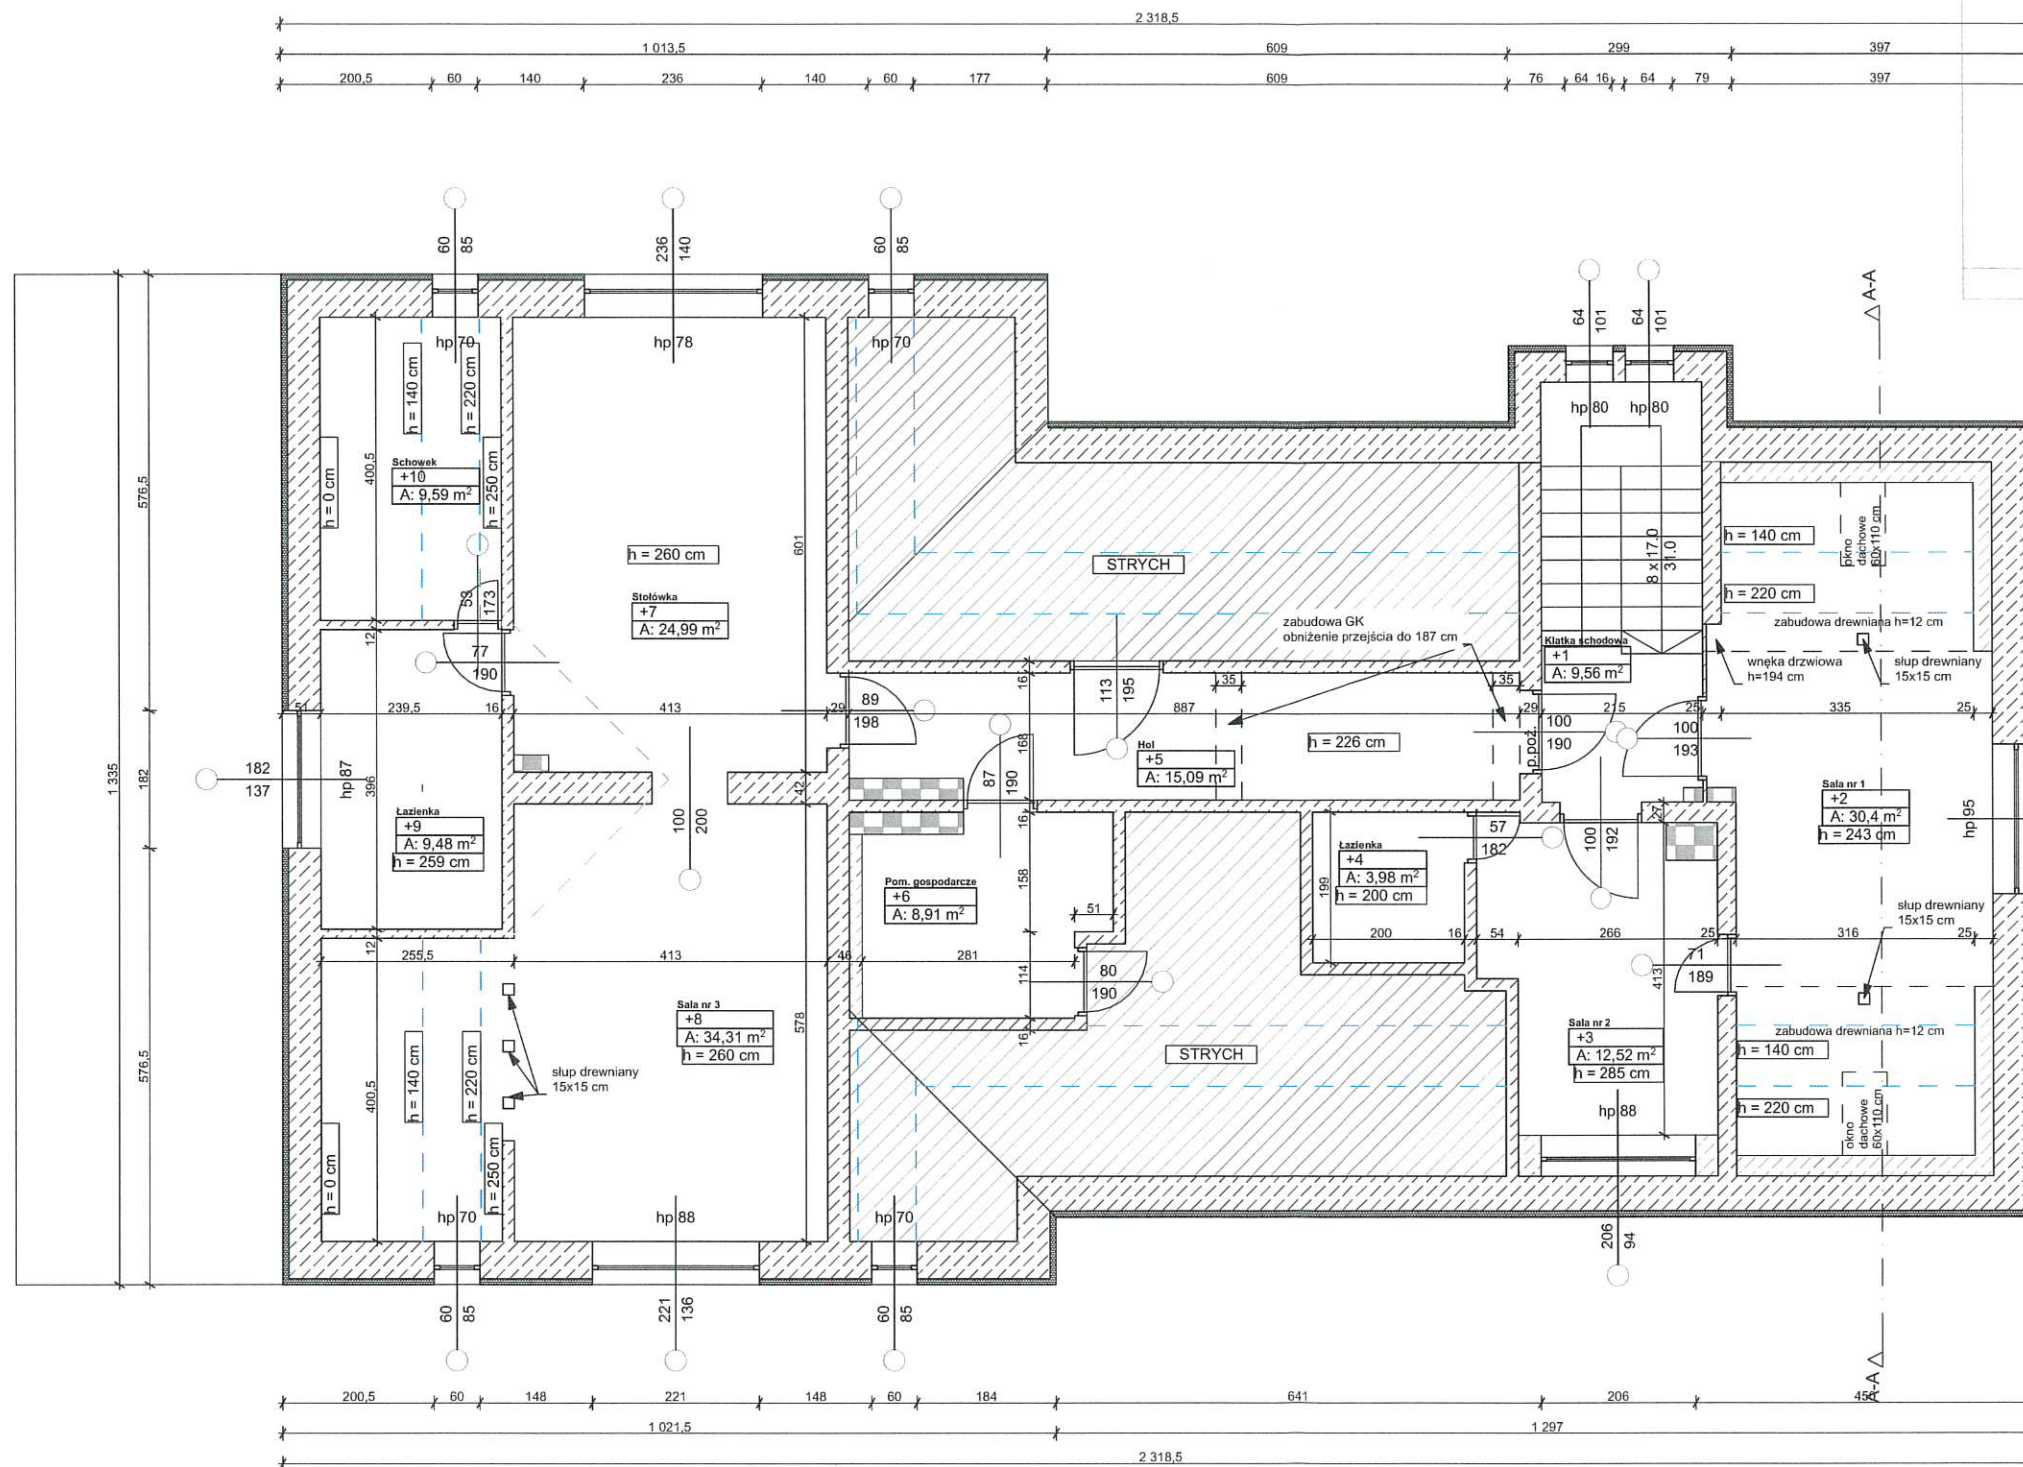 2 318,5
1 013,5 609 299 397
200,5 60 140 236 140 60 177 609 76 64 16 64 79 397
60 85
236 140
60 85
64 101
64 101
A-A
hp 70
hp 78
hp 70
hp 80 hp 80
h = 140 cm
h = 220 cm
h = 0 cm
h = 250 cm
400,5
Schowek
+10
A: 9,59 m²
576,5
1 335
182
576,5
h = 260 cm
Stołówka
+7
A: 24,99 m²
601
STRYCH
8 x 17.0
31.0
h = 140 cm
okno
dachowe
60x110 cm
h = 220 cm
zabudowa drewniana h=12 cm
zabudowa GK
obniżenie przejścia do 187 cm
Klatka schodowa
+1
A: 9,56 m²
wnęka drzwiowa
h=194 cm
słup drewniany
15x15 cm
53 173
12
77
190
51 239,5 16 413 29 887 29 215 25 335 25
89
198
16
113 195
35
35
100
190
p.poż.
100
193
182
137
hp 87
396
42
168
87 190
Hol
+5
A: 15,09 m²
h = 226 cm
Sala nr 1
+2
A: 30,4 m²
h = 243 cm
hp 95
Łazienka
+9
A: 9,48 m²
h = 259 cm
100 200
16
158
57
182
100 192
27
Łazienka
+4
A: 3,98 m²
h = 200 cm
199
Pom. gospodarcze
+6
A: 8,91 m²
51
słup drewniany
15x15 cm
200 16 54 266 25 316 25
12
255,5 413 46 281
114
80
190
71
189
413
Sala nr 3
+8
A: 34,31 m²
h = 260 cm
578
16
Sala nr 2
+3
A: 12,52 m²
h = 285 cm
zabudowa drewniana h=12 cm
h = 140 cm
STRYCH
słup drewniany
15x15 cm
h = 140 cm
h = 220 cm
400,5
h = 0 cm
h = 250 cm
hp 88
h = 220 cm
okno
dachowe
60x110 cm
hp 70
hp 88
hp 70
206 94
60 85
221 136
60 85
A-A
200,5 60 148 221 148 60 184 641 206
1 021,5 1 297
2 318,5